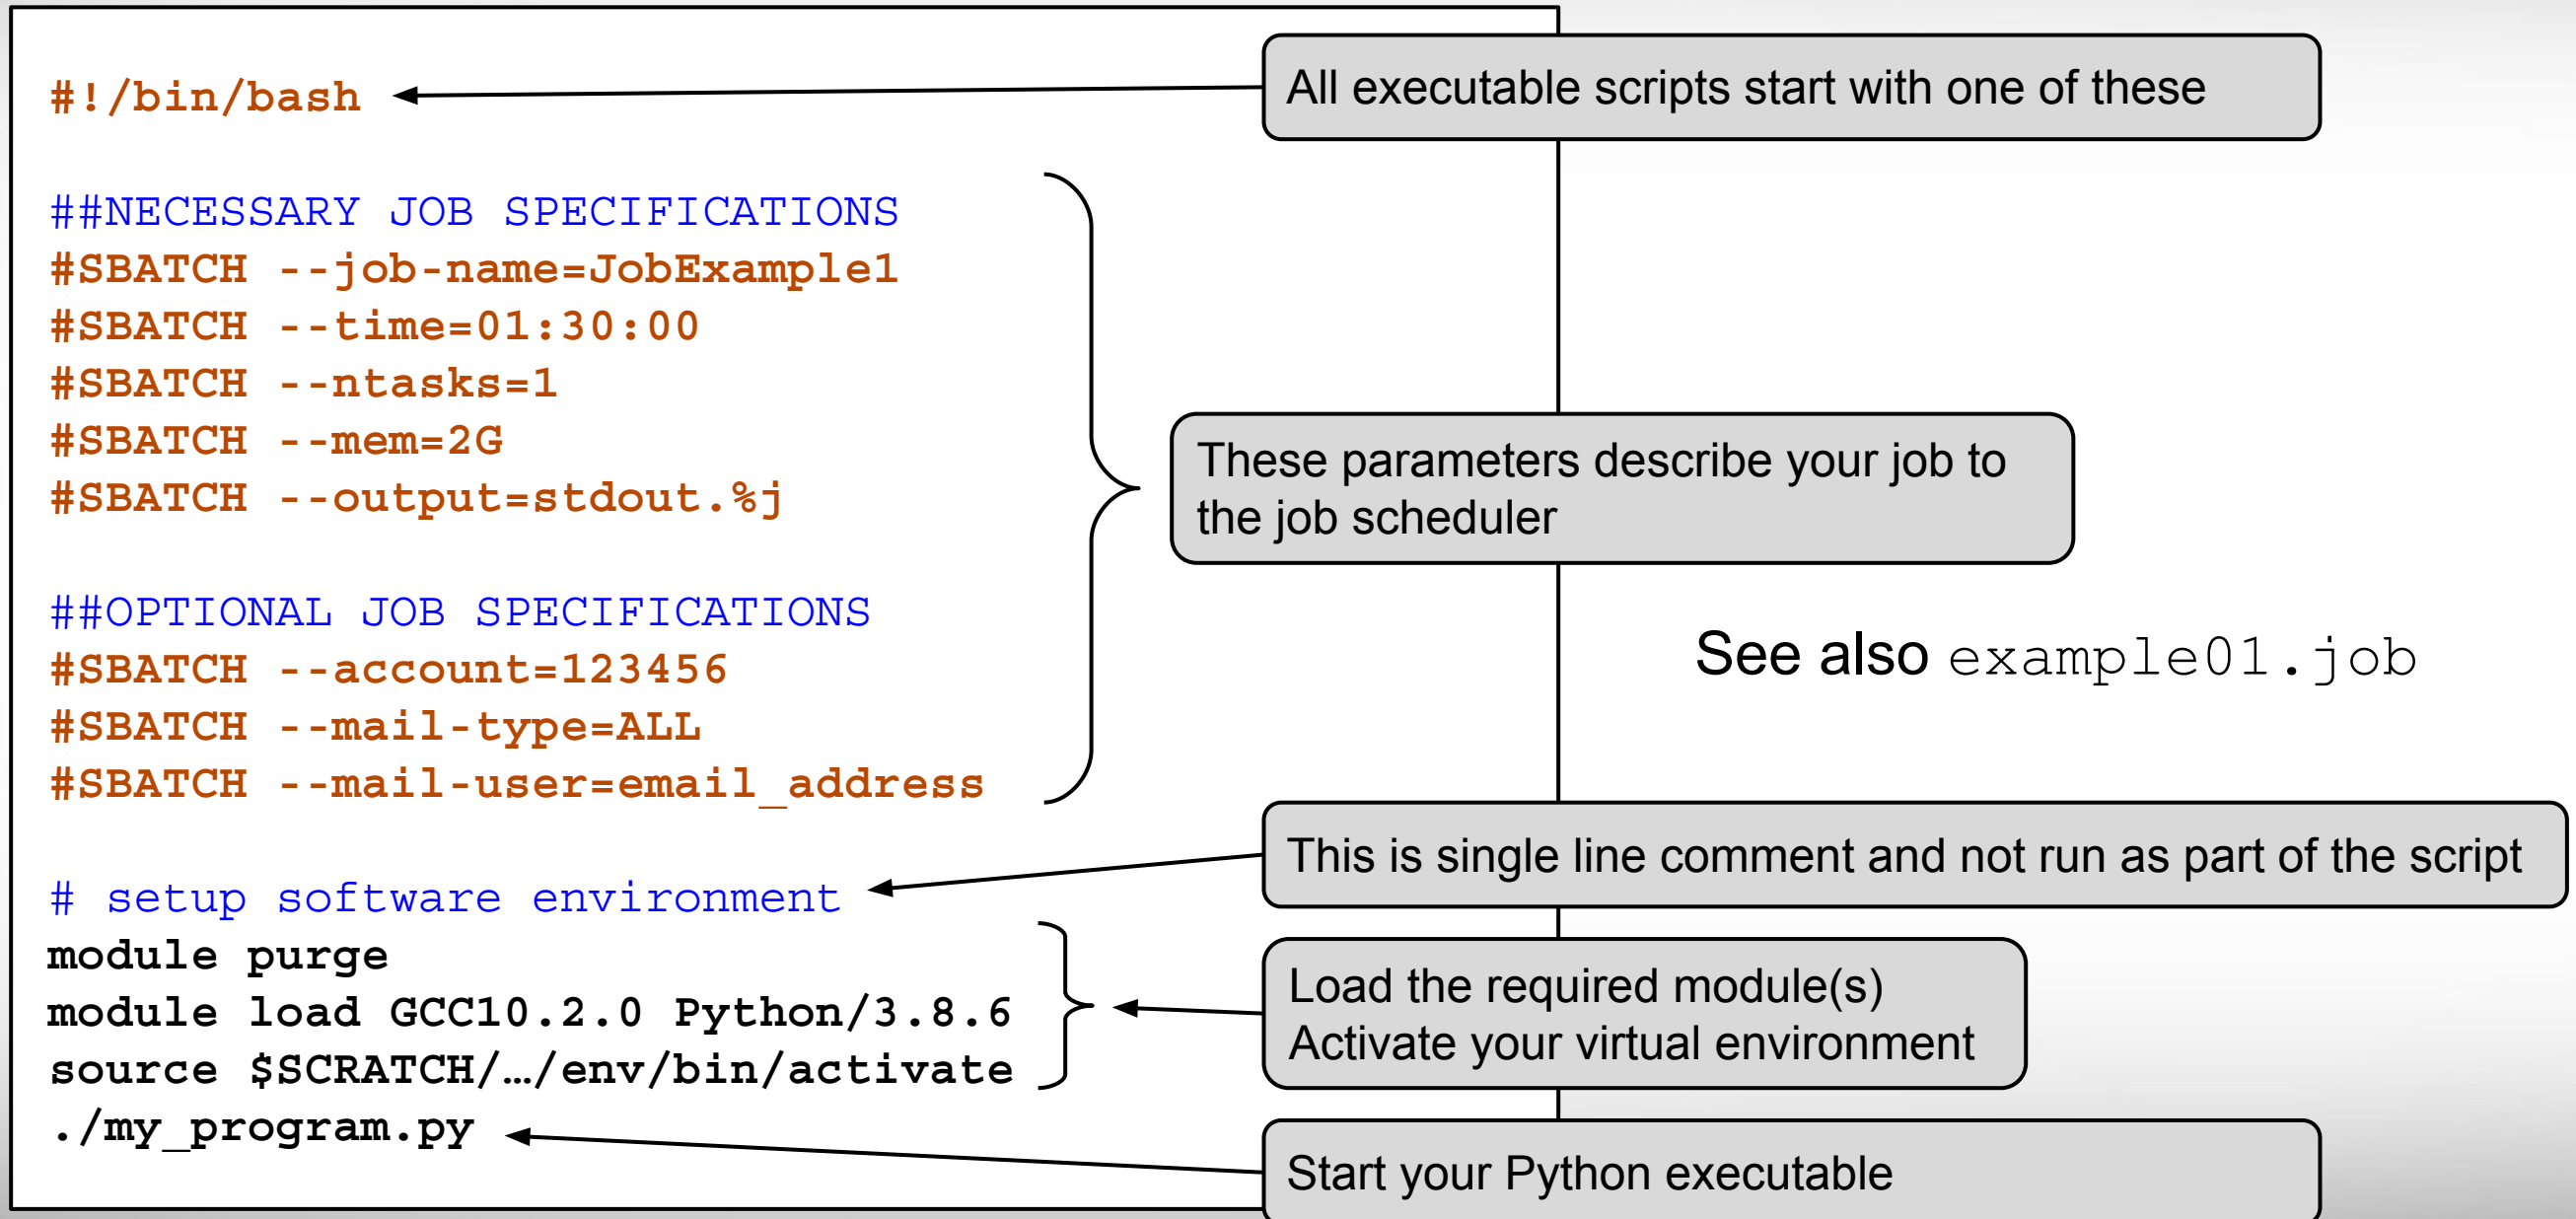 #!/bin/bash
All executable scripts start with one of these
##NECESSARY JOB SPECIFICATIONS
#SBATCH --job-name=JobExample1
#SBATCH --time=01:30:00
#SBATCH --ntasks=1
#SBATCH --mem=2G
#SBATCH --output=stdout.%j
These parameters describe your job to
the job scheduler
##OPTIONAL JOB SPECIFICATIONS
#SBATCH --account=123456
#SBATCH --mail-type=ALL
#SBATCH --mail-user=email_address
See also example01.job
# setup software environment
This is single line comment and not run as part of the script
module purge
module load GCC10.2.0 Python/3.8.6
source $SCRATCH/…/env/bin/activate
Load the required module(s)
Activate your virtual environment
./my_program.py
Start your Python executable